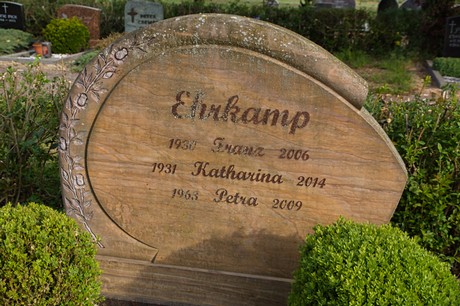 Ehrkamp
1930 Franz 2006
1931 Katharina 2014
1963 Petra 2009